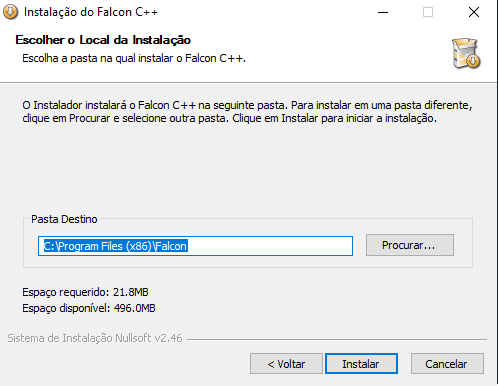 Instalação do Falcon C++
Escolher o Local da Instalação
Escolha a pasta na qual instalar o Falcon C++.
O Instalador instalará o Falcon C++ na seguinte pasta. Para instalar em uma pasta diferente,
clique em Procurar e selecione outra pasta. Clique em Instalar para iniciar a instalação.
Pasta Destino
C:\Program Files (x86)\Falcon
Procurar...
Espaço requerido: 21.8MB
Espaço disponível: 496.0MB
Sistema de Instalação Nullsoft v2.46
< Voltar
Instalar
Cancelar